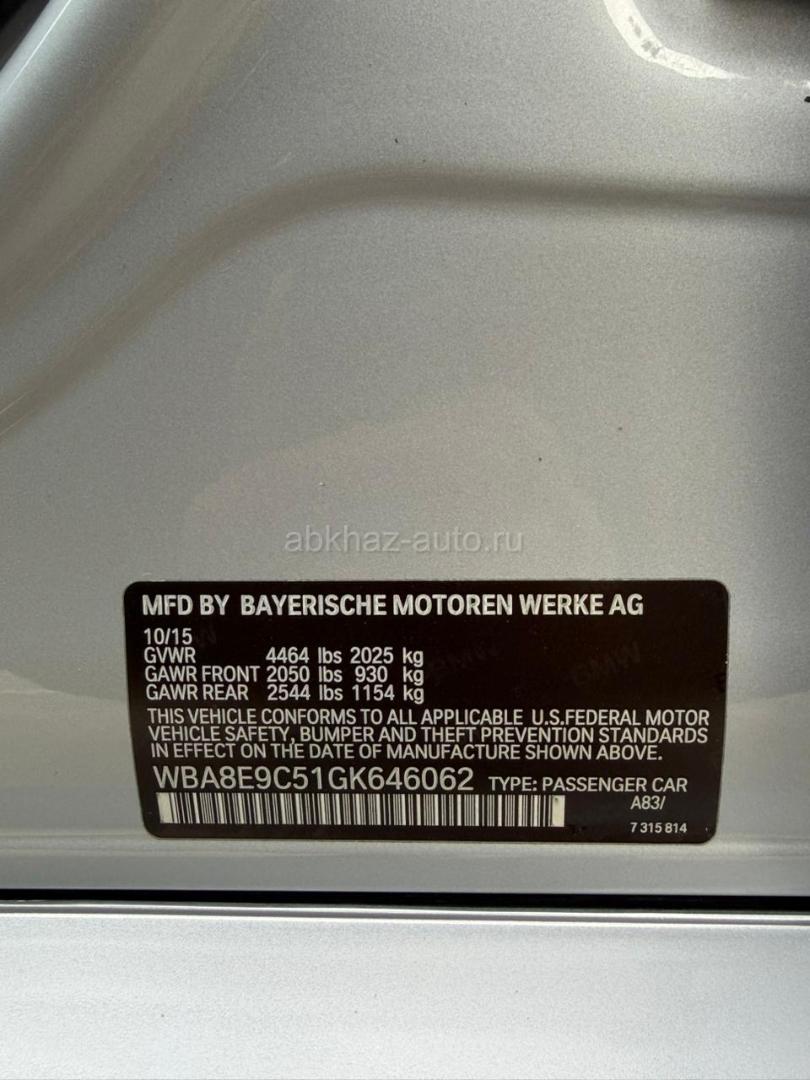 abkhaz-auto.ru
MFD BY BAYERISCHE MOTOREN WERKE AG
10/15
GVWR 4464 lbs 2025 kg
GAWR FRONT 2050 lbs 930 kg
GAWR REAR 2544 lbs 1154 kg
THIS VEHICLE CONFORMS TO ALL APPLICABLE U.S.FEDERAL MOTOR
VEHICLE SAFETY, BUMPER AND THEFT PREVENTION STANDARDS
IN EFFECT ON THE DATE OF MANUFACTURE SHOWN ABOVE.
WBA8E9C51GK646062 TYPE: PASSENGER CAR
A83/
7 315 814